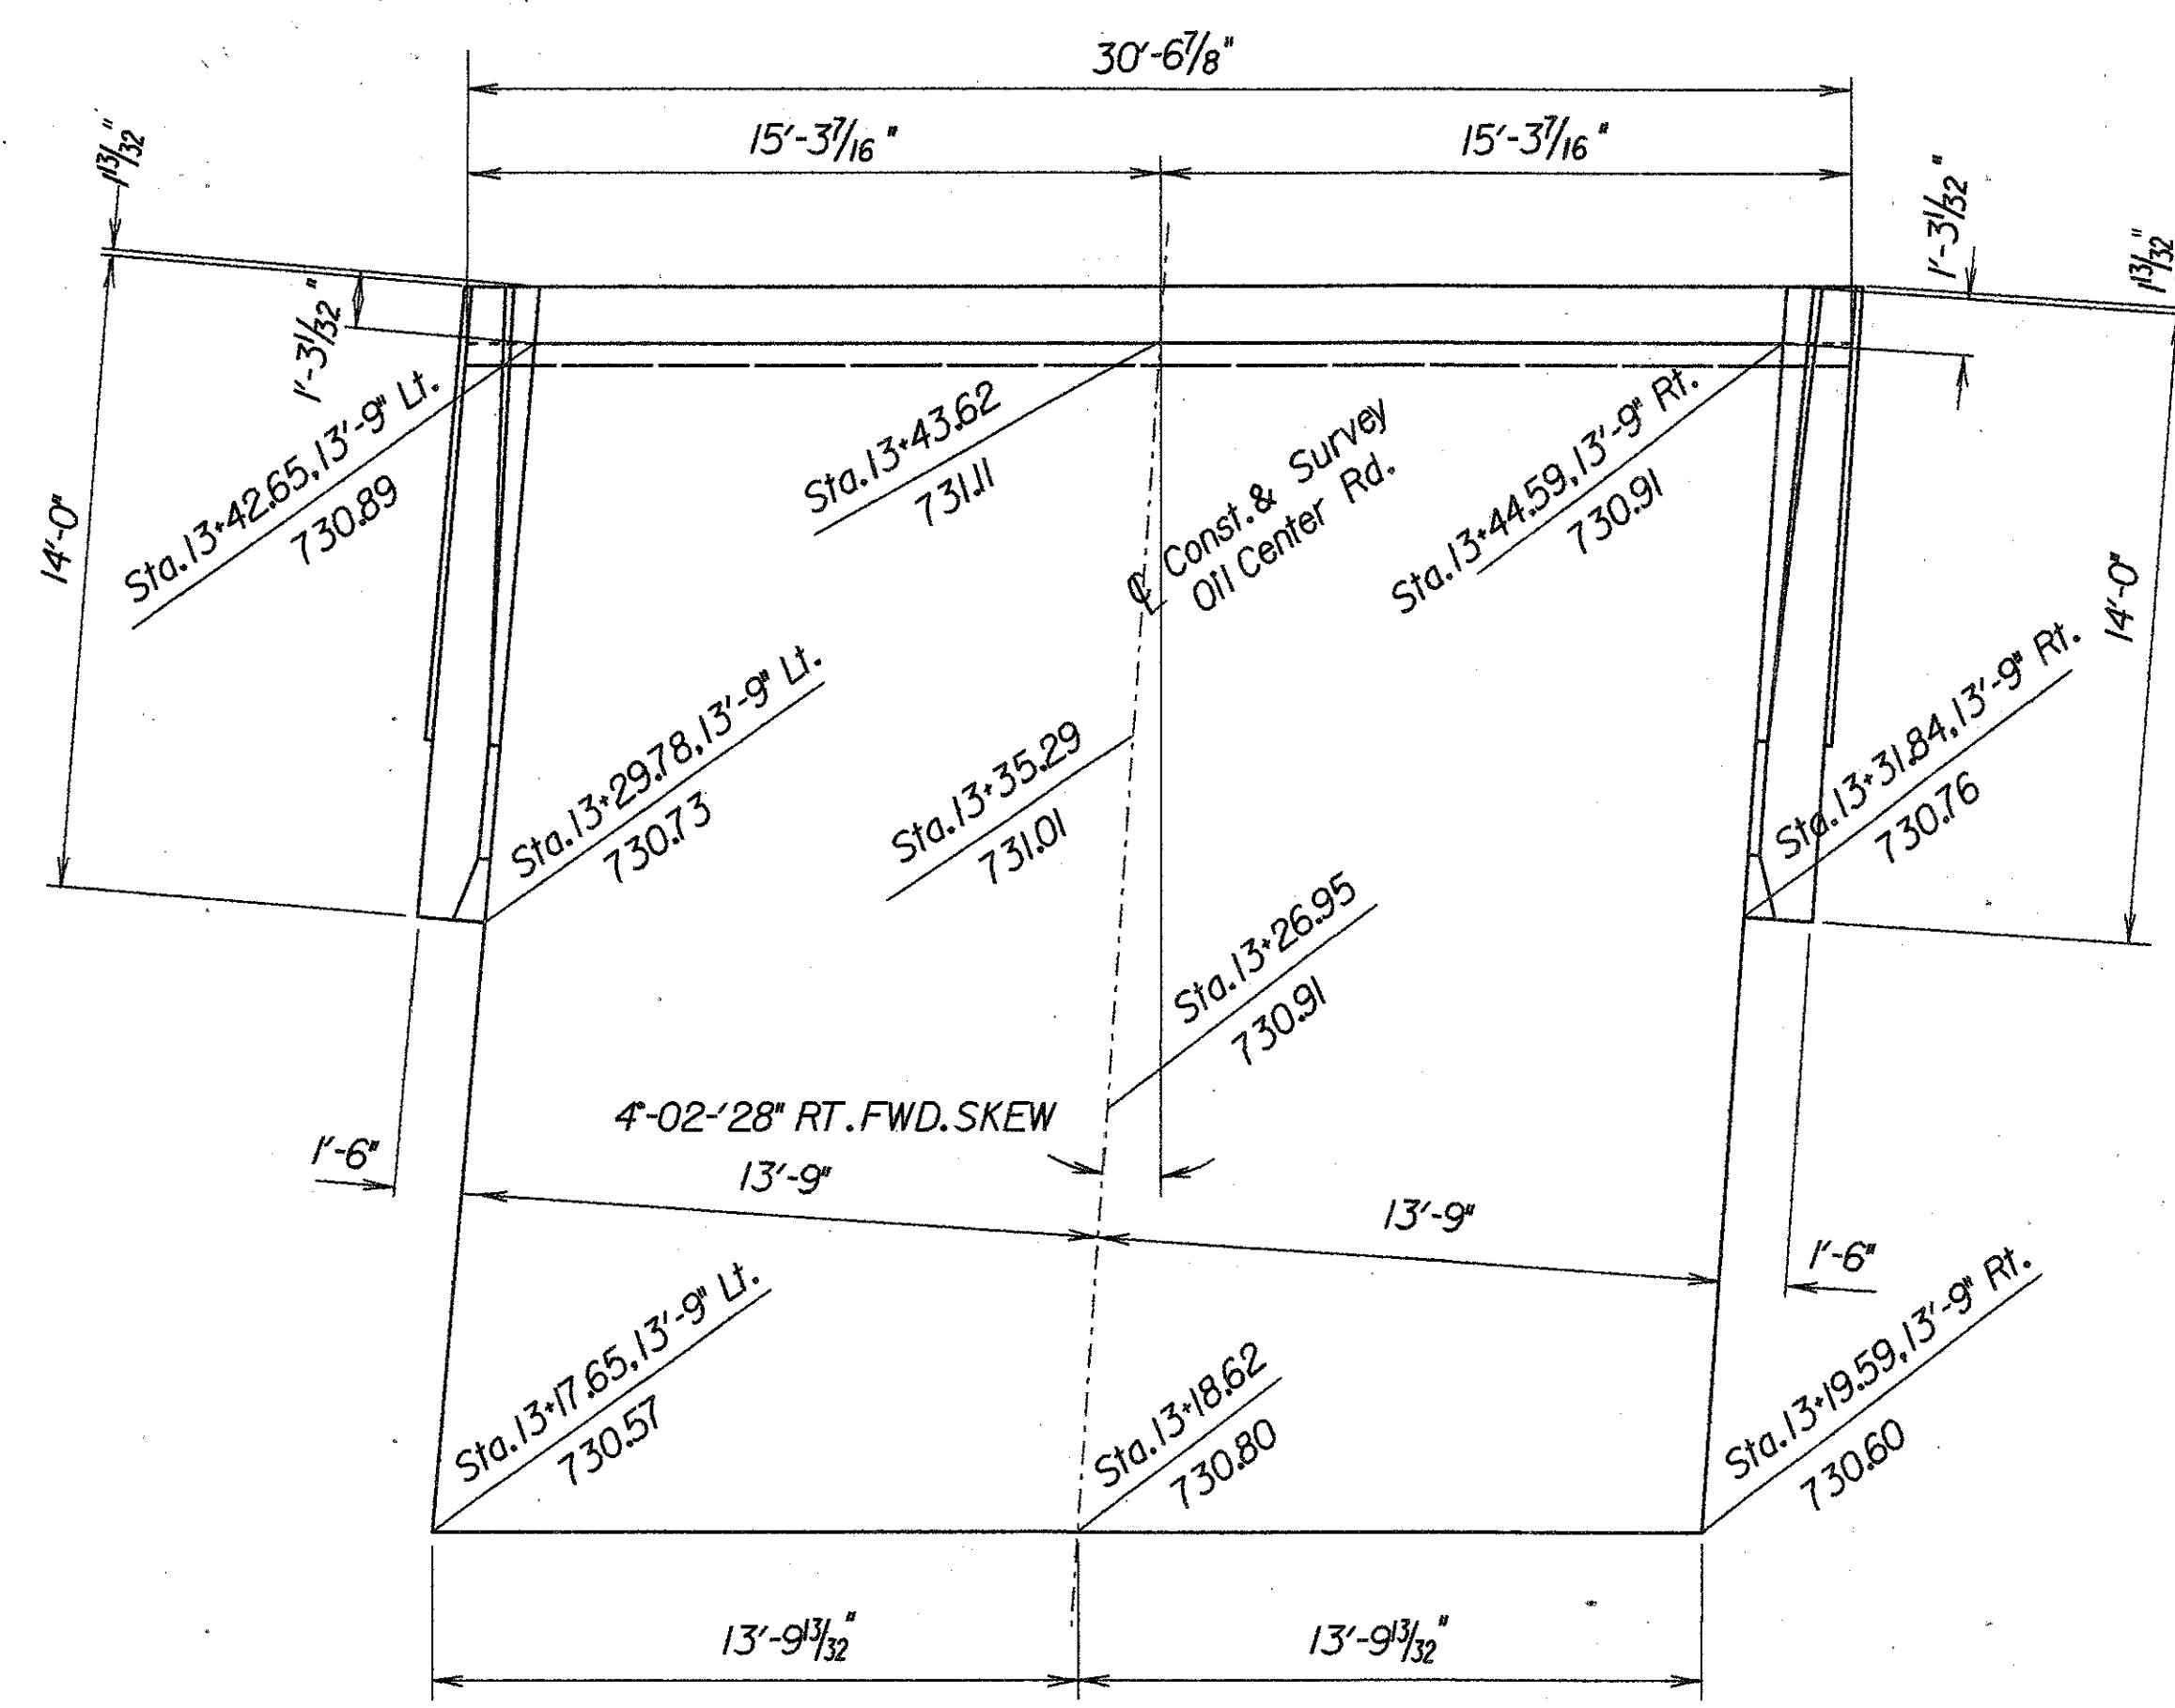 30'-6 7/8"
15'-3 7/16"
15'-3 7/16"
1 13/32"
1'-3 1/32"
1 13/32"
1'-3 1/32"
14'-0"
Sta. 13+42.65, 13'-9" Lt.
730.89
Sta. 13+43.62
731.11
℄ Const. & Survey
Oil Center Rd.
Sta. 13+44.59, 13'-9" Rt.
730.91
14'-0"
Sta. 13+29.78, 13'-9" Lt.
730.73
Sta. 13+35.29
731.01
Sta. 13+31.84, 13'-9" Rt.
730.76
Sta. 13+26.95
730.91
4°-02-'28" RT. FWD. SKEW
1'-6"
13'-9"
13'-9"
1'-6"
Sta. 13+17.65, 13'-9" Lt.
730.57
Sta. 13+18.62
730.80
Sta. 13+19.59, 13'-9" Rt.
730.60
13'-9 13/32"
13'-9 13/32"